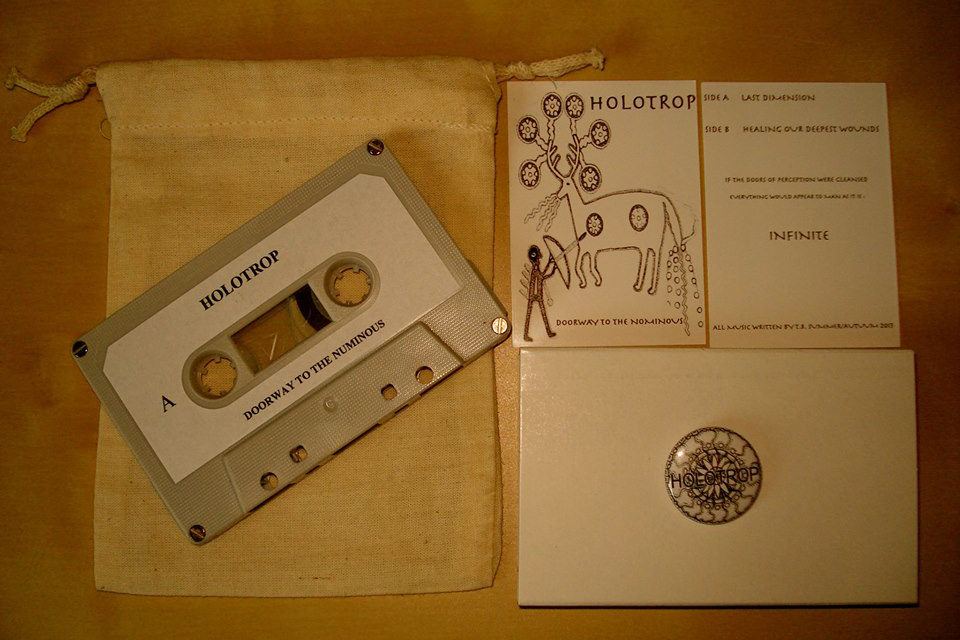 HOLOTROP
A
DOORWAY TO THE NUMINOUS
HOLOTROP
DOORWAY TO THE NOMINOUS
SIDE A LAST DIMENSION
SIDE B HEALING OUR DEEPEST WOUNDS
IF THE DOORS OF PERCEPTION WERE CLEANSED
EVERYTHING WOULD APPEAR TO MAN AS IT IS -
INFINITE
ALL MUSIC WRITTEN BY T.R. SUMMER/AUTUUM 2013
HOLOTROP